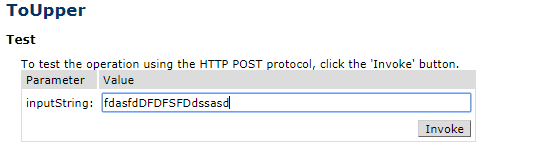 ToUpper
Test
To test the operation using the HTTP POST protocol, click the 'Invoke' button.
Parameter Value
inputString: fdasfdDFDFSFDdssasd
Invoke